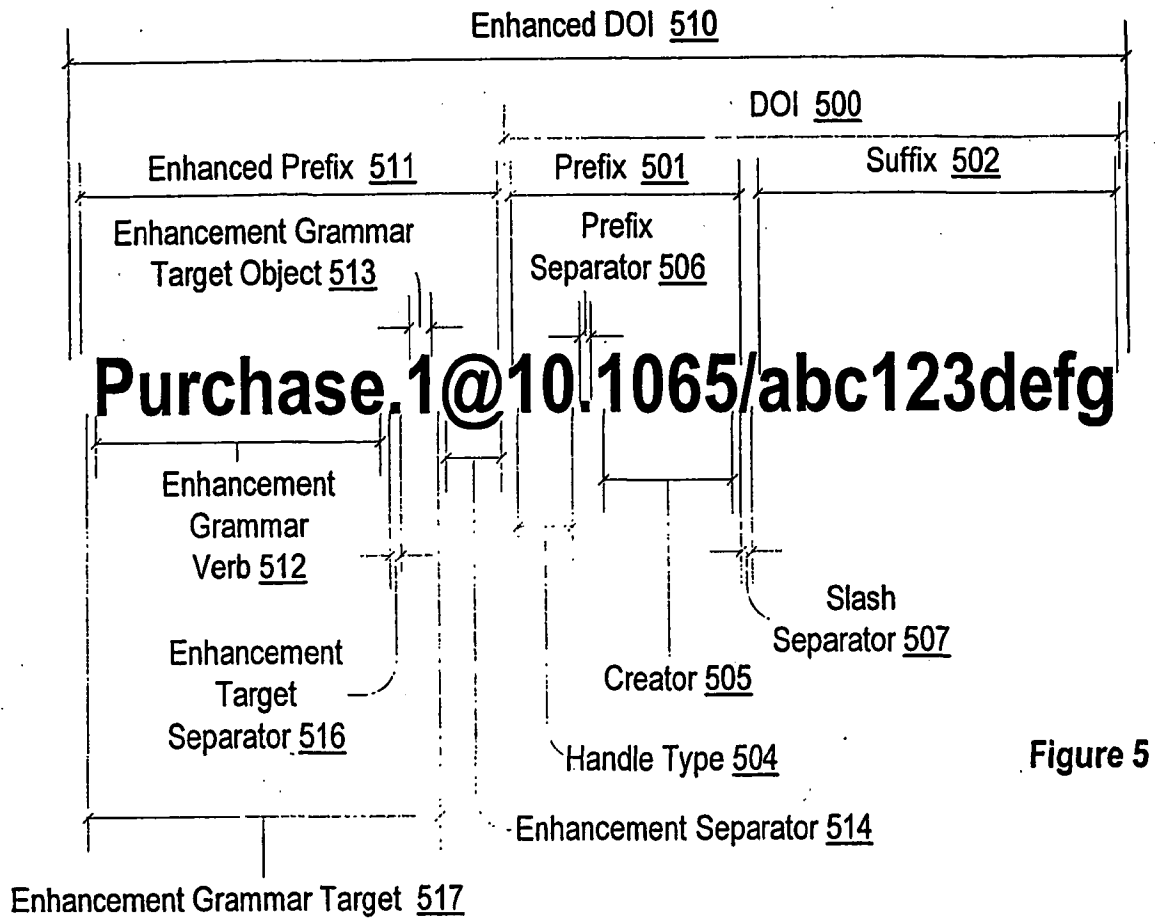 Enhanced DOI 510
DOI 500
Enhanced Prefix 511
Prefix 501
Suffix 502
Enhancement Grammar
Target Object 513
Prefix
Separator 506
Purchase.1@10.1065/abc123defg
Enhancement
Grammar
Verb 512
Slash
Separator 507
Enhancement
Target
Separator 516
Creator 505
Handle Type 504
Figure 5
Enhancement Separator 514
Enhancement Grammar Target 517